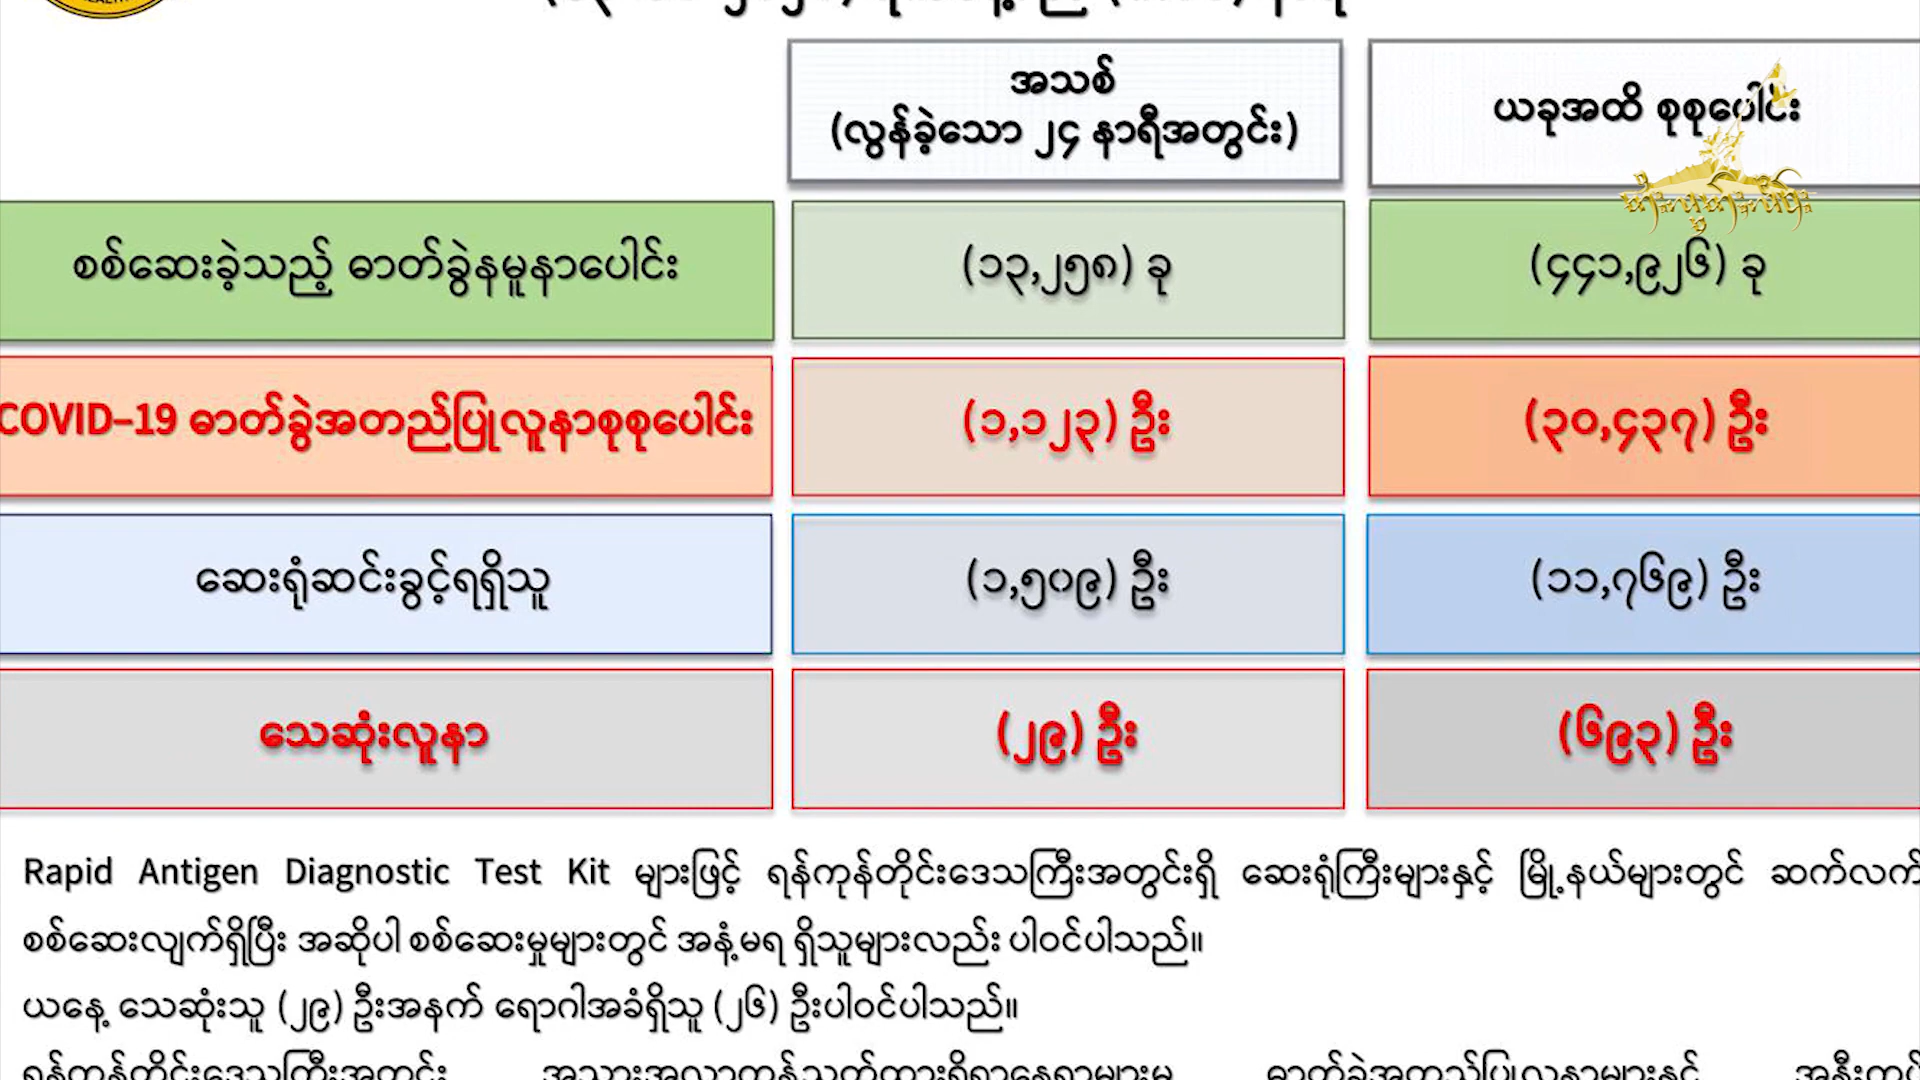 အသစ်
(လွန်ခဲ့သော ၂၄ နာရီအတွင်း)
ယခုအထိ စုစုပေါင်း
စစ်ဆေးခဲ့သည့် ဓာတ်ခွဲနမူနာပေါင်း
(၁၃,၂၅၈) ခု
(၄၄၁,၉၂၆) ခု
COVID–19 ဓာတ်ခွဲအတည်ပြုလူနာစုစုပေါင်း
(၁,၁၂၃) ဦး
(၃၀,၄၃၇) ဦး
ဆေးရုံဆင်းခွင့်ရရှိသူ
(၁,၅၀၉) ဦး
(၁၁,၇၆၉) ဦး
သေဆုံးလူနာ
(၂၉) ဦး
(၆၉၃) ဦး
Rapid Antigen Diagnostic Test Kit များဖြင့် ရန်ကုန်တိုင်းဒေသကြီးအတွင်းရှိ ဆေးရုံကြီးများနှင့် မြို့နယ်များတွင် ဆက်လက်
စစ်ဆေးလျက်ရှိပြီး အဆိုပါ စစ်ဆေးမှုများတွင် အနံ့မရ ရှိသူများလည်း ပါဝင်ပါသည်။
ယနေ့ သေဆုံးသူ (၂၉) ဦးအနက် ရောဂါအခံရှိသူ (၂၆) ဦးပါဝင်ပါသည်။